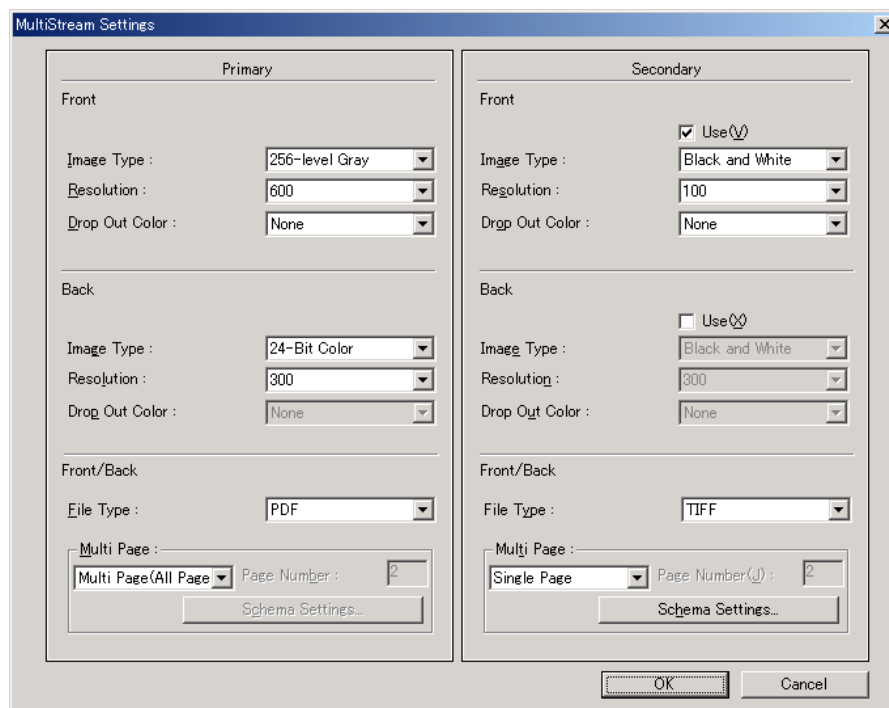 MultiStream Settings
Primary
Front
Image Type :
256-level Gray
Resolution :
600
Drop Out Color :
None
Back
Image Type :
24-Bit Color
Resolution :
300
Drop Out Color :
None
Front/Back
File Type :
PDF
Multi Page :
Multi Page(All Page
Page Number :
2
Schema Settings...
Secondary
Front
Use(V)
Image Type :
Black and White
Resolution :
100
Drop Out Color :
None
Back
Use(X)
Image Type :
Black and White
Resolution :
300
Drop Out Color :
None
Front/Back
File Type :
TIFF
Multi Page :
Single Page
Page Number(J) :
2
Schema Settings...
OK
Cancel